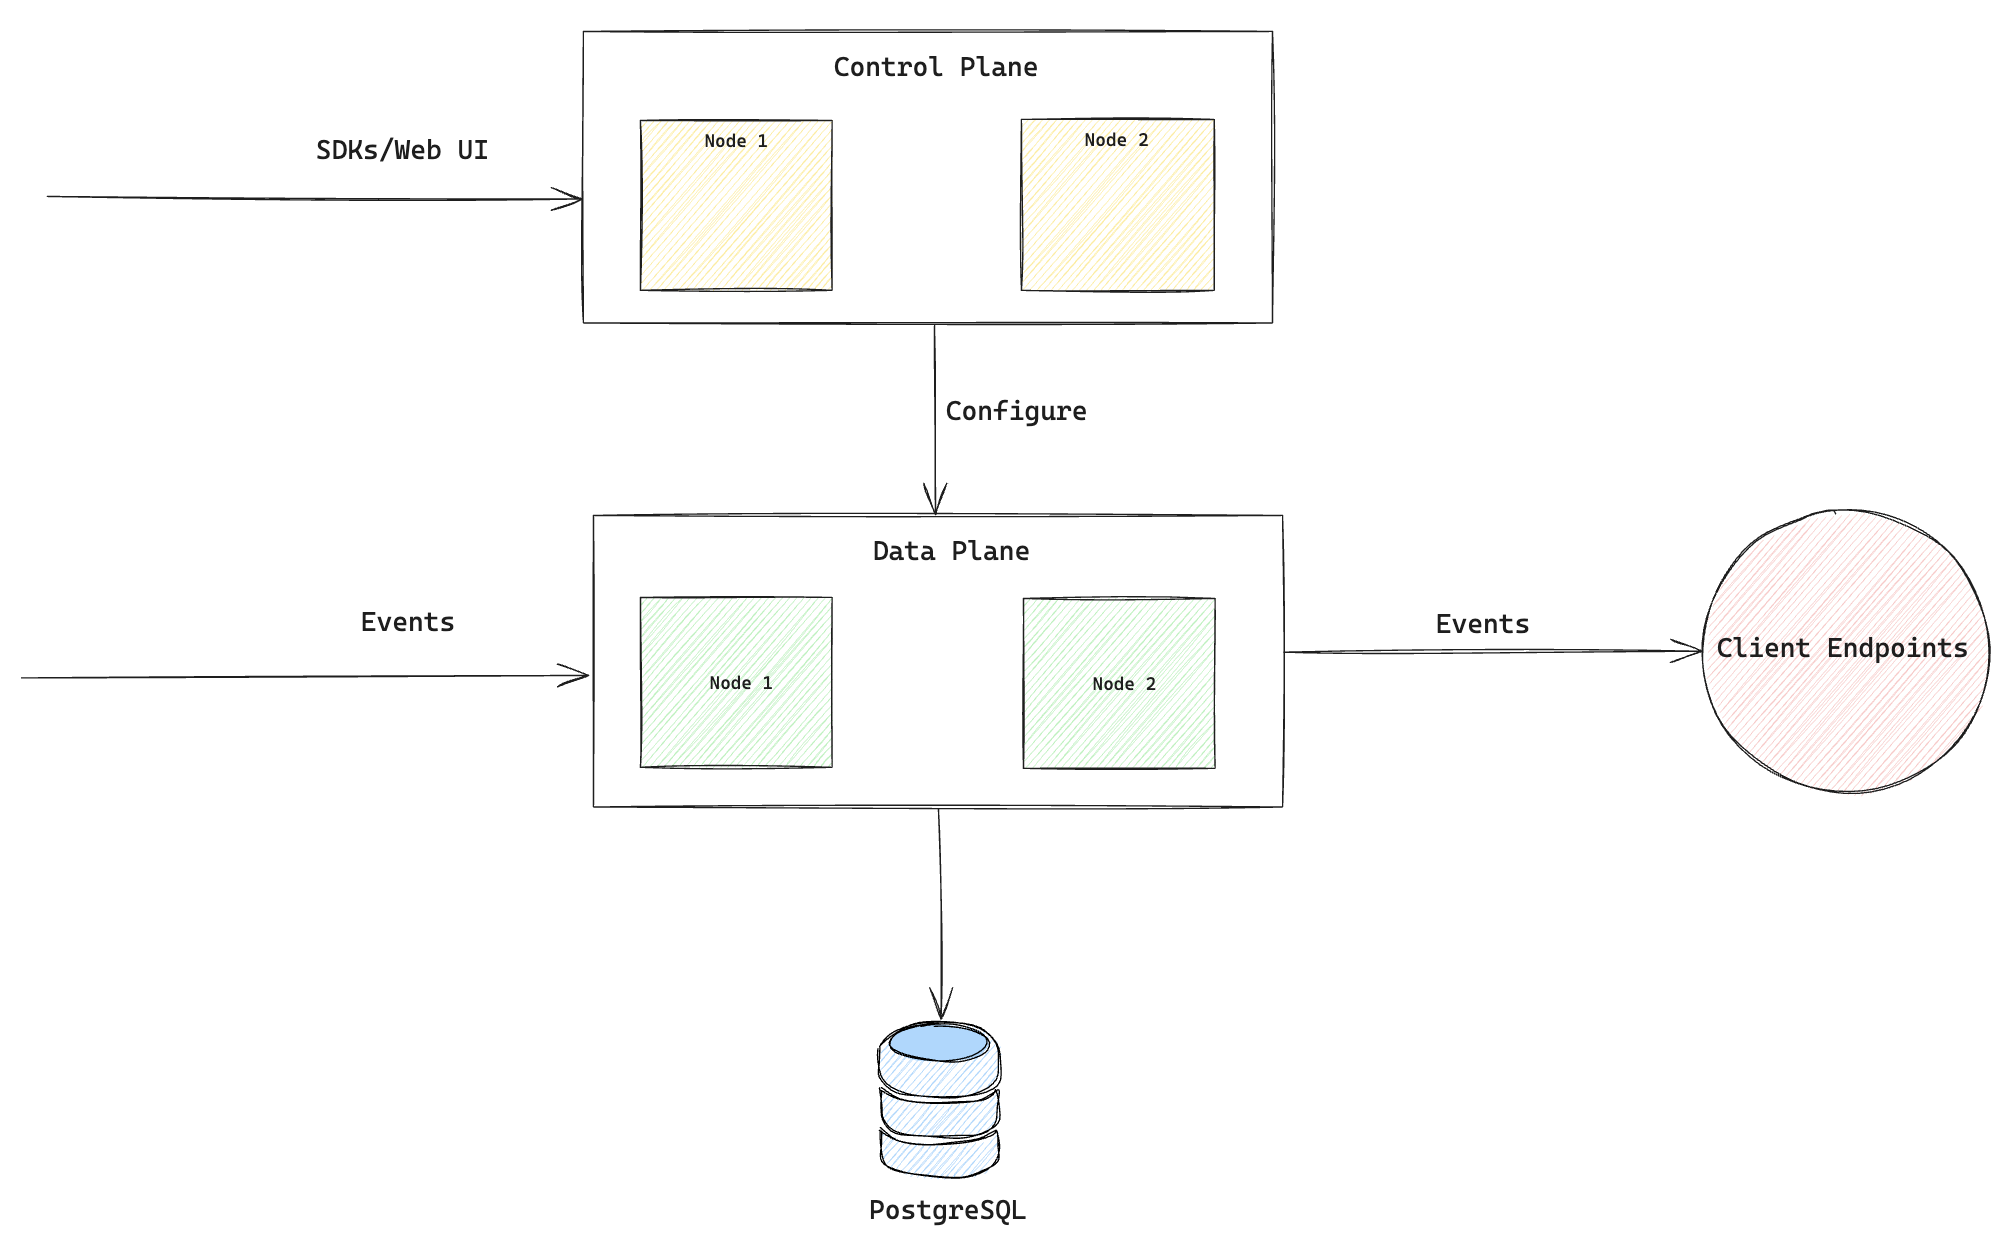 Control Plane
SDKs/Web UI
Node 1
Node 2
Configure
Data Plane
Events
Node 1
Node 2
Events
Client Endpoints
PostgreSQL